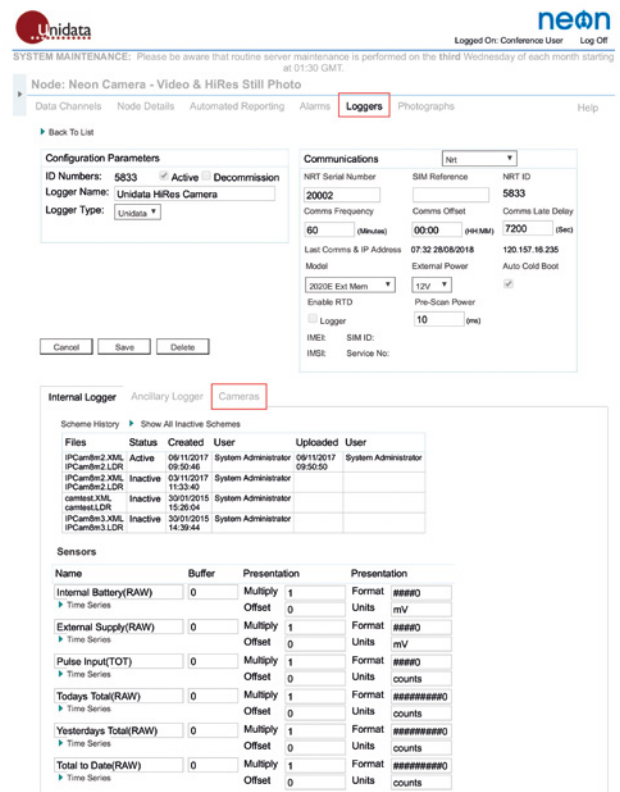 Unidata
neon
Logged On: Conference User Log Off
SYSTEM MAINTENANCE: Please be aware that routine server maintenance is performed on the third Wednesday of each month starting
at 01:30 GMT.
Node: Neon Camera - Video & HiRes Still Photo
Data Channels Node Details Automated Reporting Alarms Loggers Photographs Help
Back To List
Configuration Parameters
ID Numbers: 5833 Active Decommission
Logger Name: Unidata HiRes Camera
Logger Type: Unidata
Communications Nrt
NRT Serial Number SIM Reference NRT ID
20002 5833
Comms Frequency Comms Offset Comms Late Delay
60 (Minutes) 00:00 (HH:MM) 7200 (Sec)
Last Comms & IP Address 07:32 28/08/2018 120.157.16.235
Model External Power Auto Cold Boot
2020E Ext Mem 12V
Enable RTD Pre-Scan Power
Logger 10 (ms)
IMEI: SIM ID:
IMSI: Service No:
Cancel Save Delete
Internal Logger Ancillary Logger Cameras
Scheme History Show All Inactive Schemes
Files Status Created User Uploaded User
IPCam8m2.XML Active 06/11/2017 System Administrator 06/11/2017 System Administrator
IPCam8m2.LDR 09:50:46 09:50:50
IPCam8m2.XML Inactive 03/11/2017 System Administrator
IPCam8m2.LDR 11:33:40
camtest.XML Inactive 30/01/2015 System Administrator
camtest.LDR 15:26:04
IPCam8m3.XML Inactive 30/01/2015 System Administrator
IPCam8m3.LDR 14:39:44
Sensors
Name Buffer Presentation Presentation
Internal Battery(RAW) 0 Multiply 1 Format ####0
Time Series Offset 0 Units mV
External Supply(RAW) 0 Multiply 1 Format ####0
Time Series Offset 0 Units mV
Pulse Input(TOT) 0 Multiply 1 Format ####0
Time Series Offset 0 Units counts
Todays Total(RAW) 0 Multiply 1 Format #########0
Time Series Offset 0 Units counts
Yesterdays Total(RAW) 0 Multiply 1 Format #########0
Time Series Offset 0 Units counts
Total to Date(RAW) 0 Multiply 1 Format #########0
Time Series Offset 0 Units counts